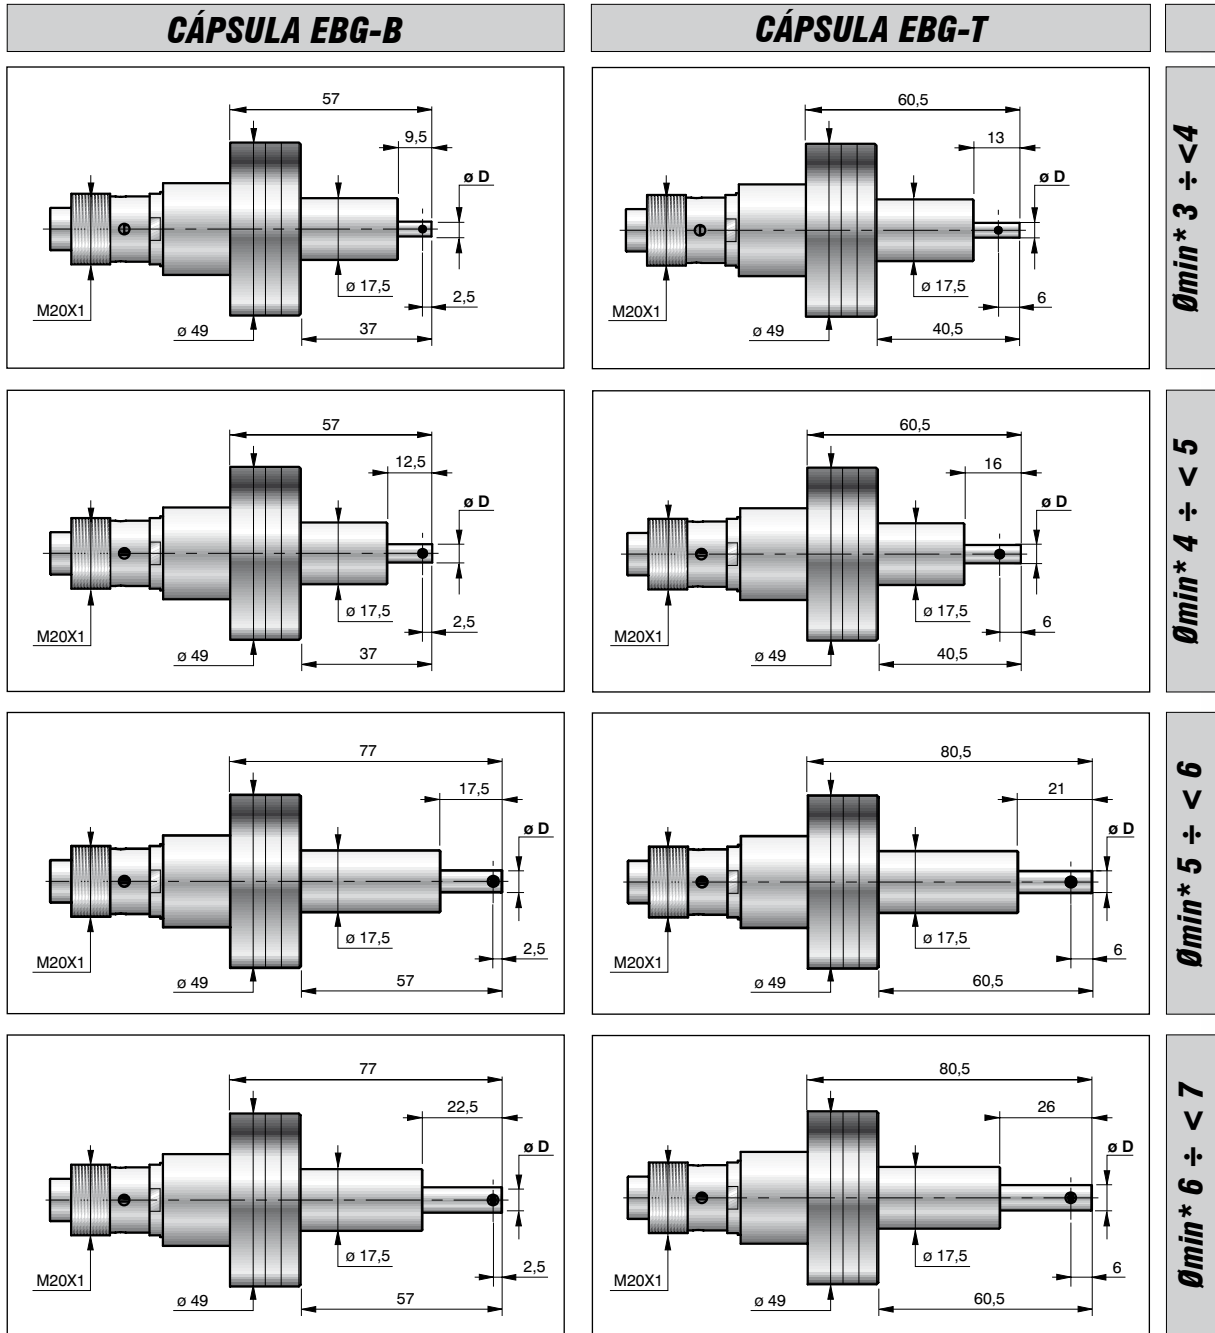 CÁPSULA EBG-B
CÁPSULA EBG-T
57
9,5
ø D
M20X1
ø 17,5
2,5
ø 49
37
60,5
13
ø D
M20X1
ø 17,5
6
ø 49
40,5
Ømin* 3 ÷ <4
57
12,5
ø D
M20X1
ø 17,5
2,5
ø 49
37
60,5
16
ø D
M20X1
ø 17,5
6
ø 49
40,5
Ømin* 4 ÷ < 5
77
17,5
ø D
M20X1
ø 17,5
2,5
ø 49
57
80,5
21
ø D
M20X1
ø 17,5
6
ø 49
60,5
Ømin* 5 ÷ < 6
77
22,5
ø D
M20X1
ø 17,5
2,5
ø 49
57
80,5
26
ø D
M20X1
ø 17,5
6
ø 49
60,5
Ømin* 6 ÷ < 7